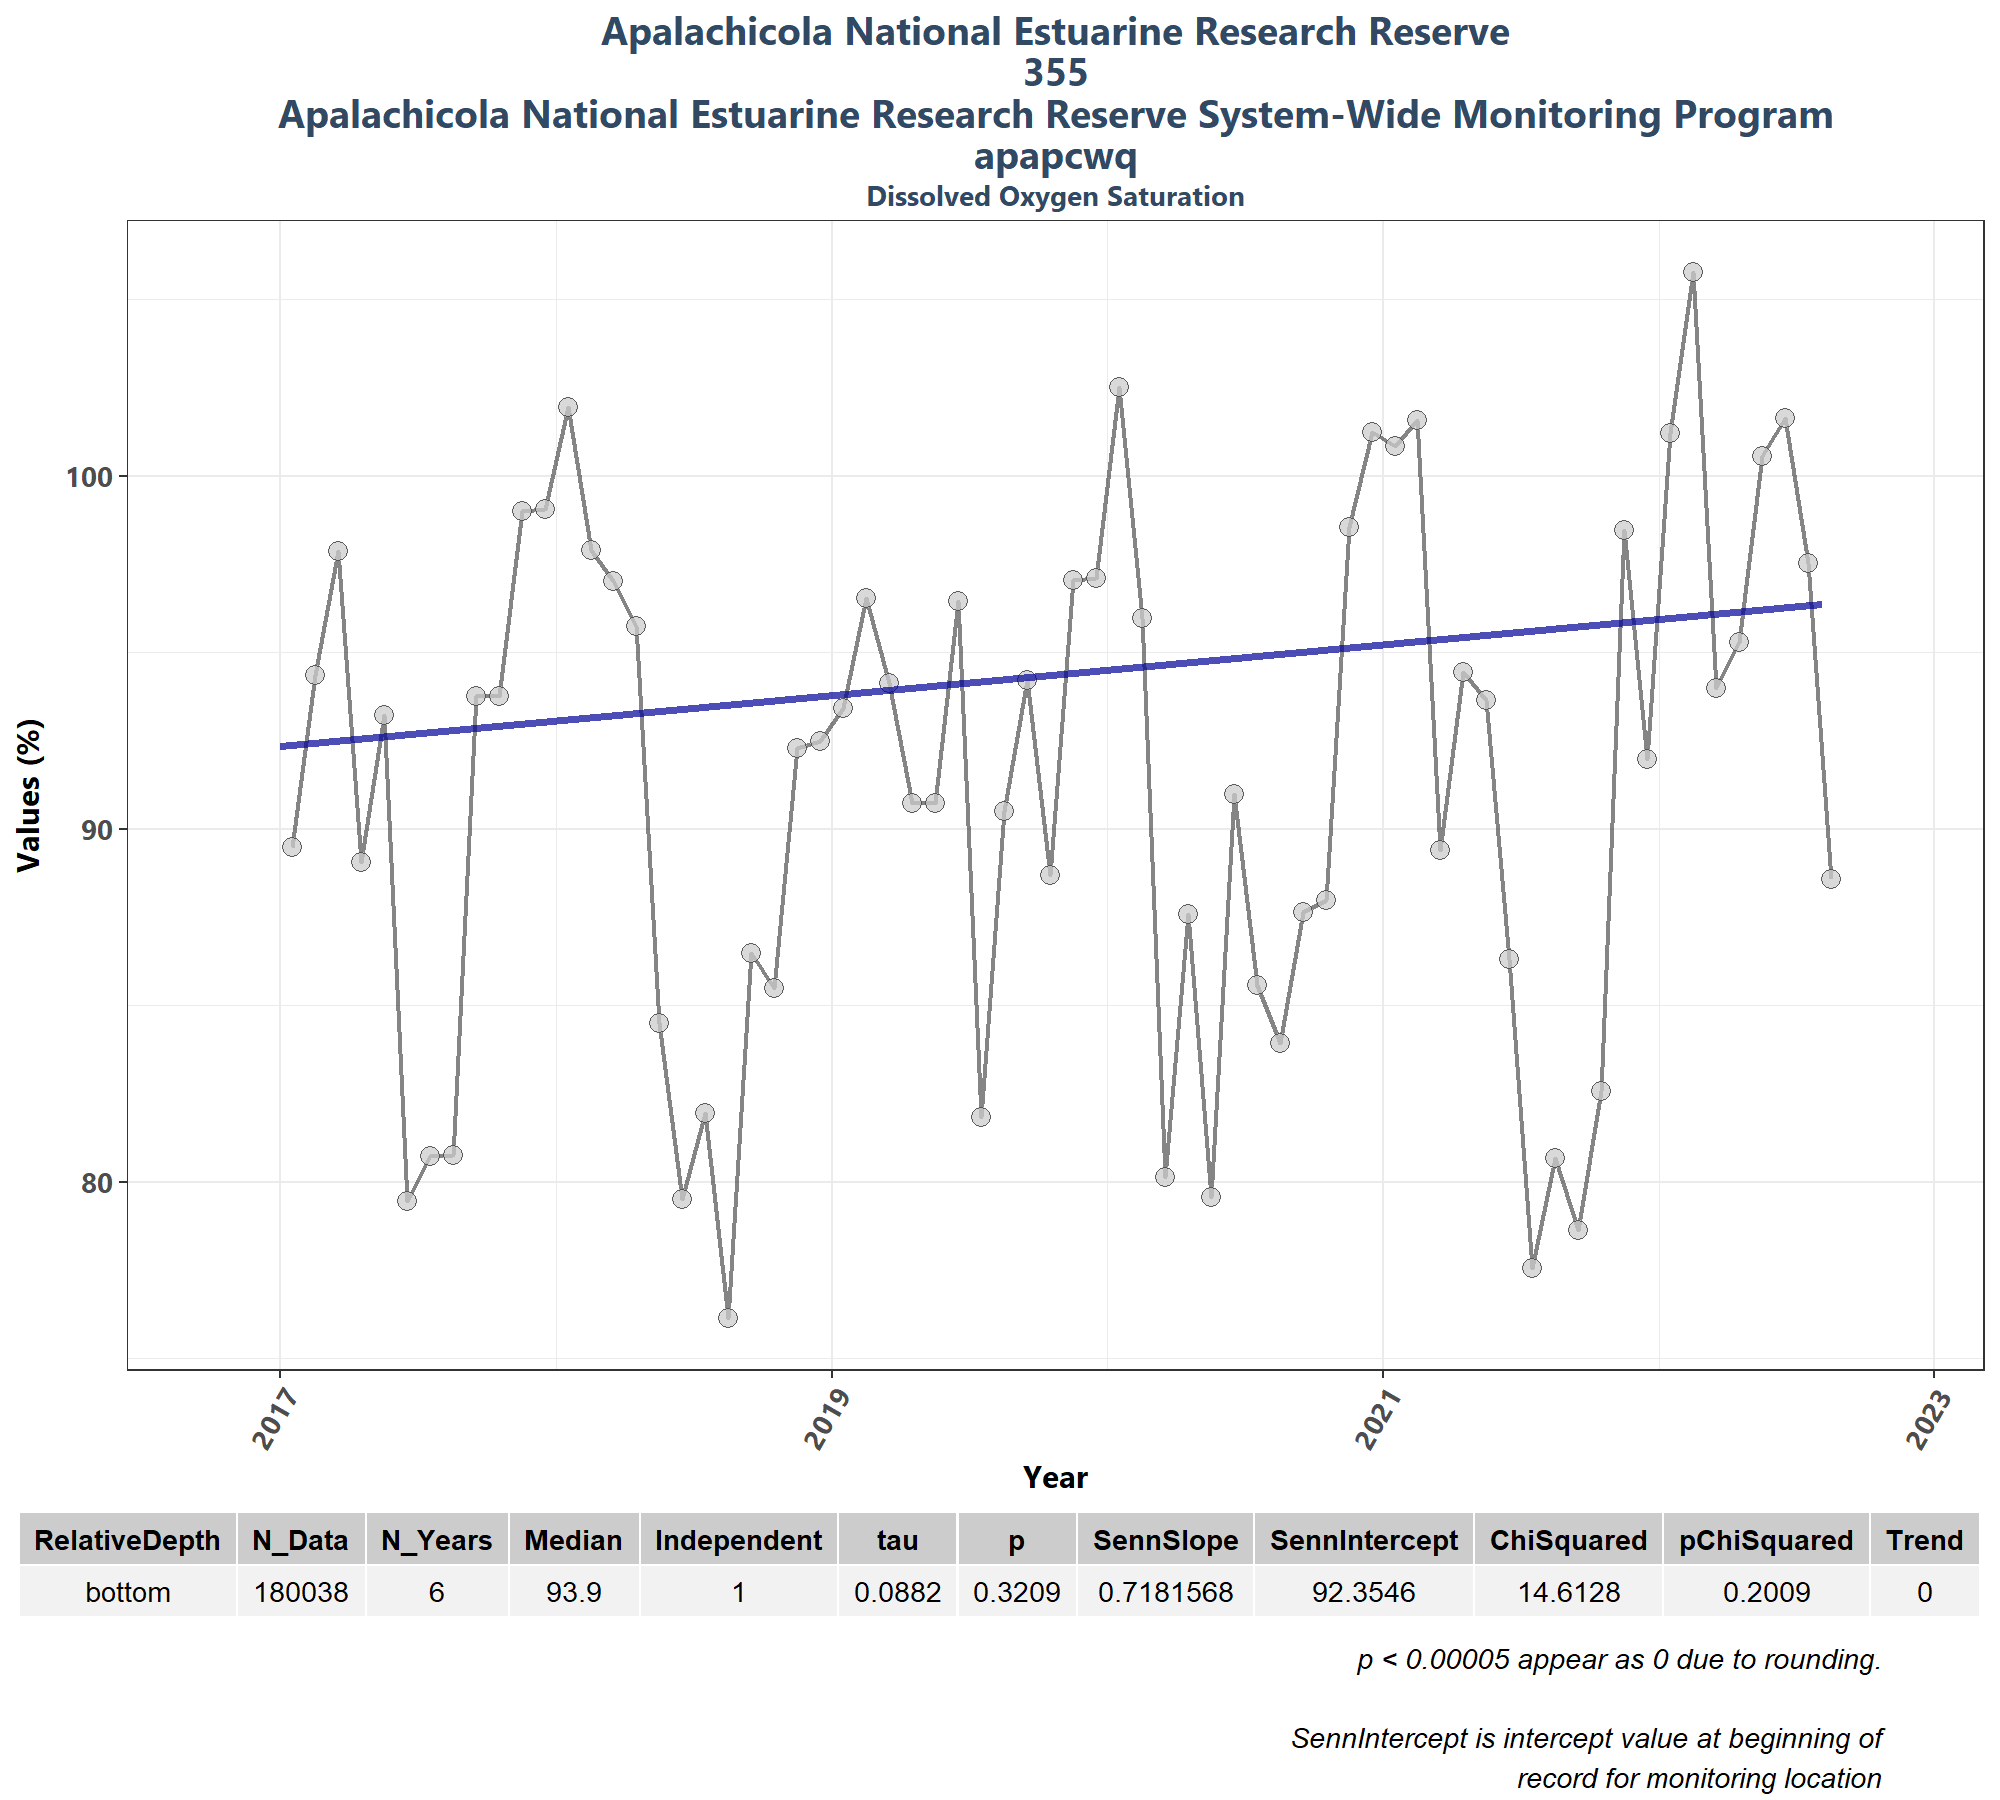 Apalachicola National Estuarine Research Reserve
355
Apalachicola National Estuarine Research Reserve System-Wide Monitoring Program
apapcwq
Dissolved Oxygen Saturation
Values (%)
100
90
80
2017
2019
2021
2023
Year
RelativeDepth N_Data N_Years Median Independent tau p SennSlope SennIntercept ChiSquared pChiSquared Trend
bottom 180038 6 93.9 1 0.0882 0.3209 0.7181568 92.3546 14.6128 0.2009 0
p < 0.00005 appear as 0 due to rounding.
SennIntercept is intercept value at beginning of
record for monitoring location